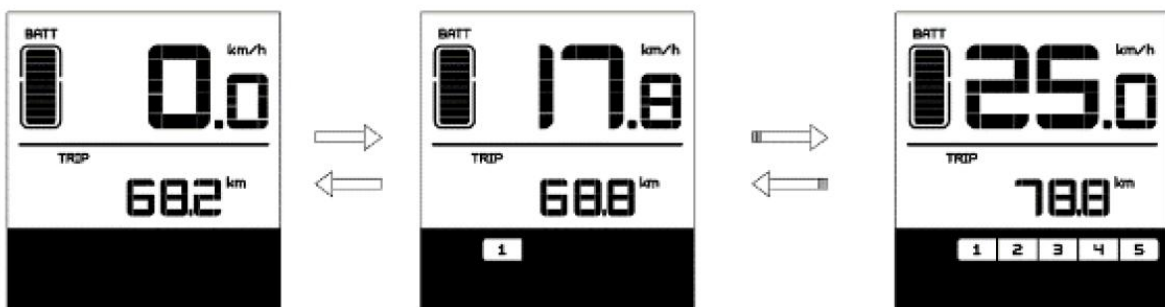 BATT
km/h
0.0
TRIP
68.2 km
BATT
km/h
17.8
TRIP
68.8 km
1
BATT
km/h
25.0
TRIP
78.8 km
1 2 3 4 5